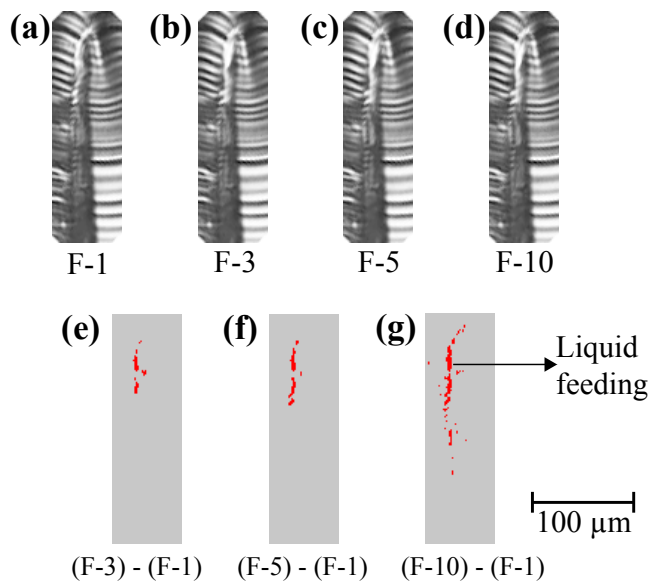 (a) (b) (c) (d)
F-1 F-3 F-5 F-10
(e) (f) (g)
Liquid
feeding
100 µm
(F-3) - (F-1) (F-5) - (F-1) (F-10) - (F-1)